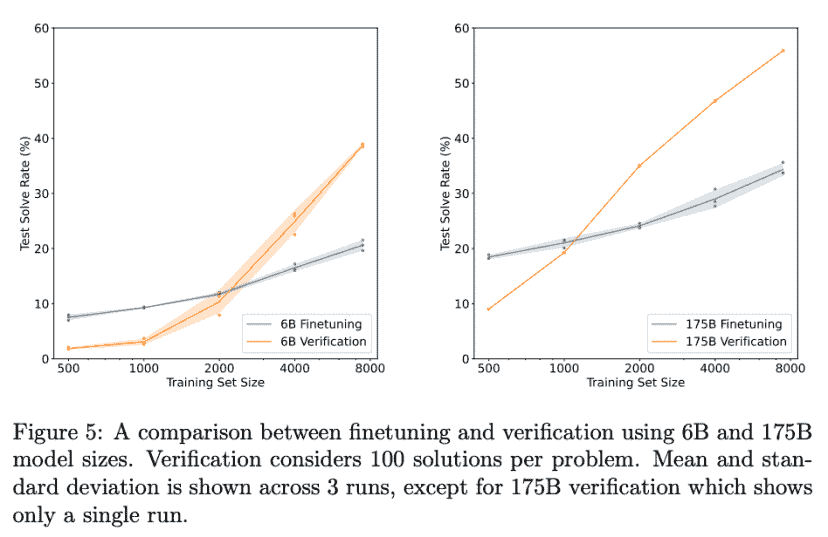 60
50
40
30
20
10
0
Test Solve Rate (%)
500 1000 2000 4000 8000
Training Set Size
6B Finetuning
6B Verification
60
50
40
30
20
10
0
Test Solve Rate (%)
500 1000 2000 4000 8000
Training Set Size
175B Finetuning
175B Verification
Figure 5: A comparison between finetuning and verification using 6B and 175B
model sizes. Verification considers 100 solutions per problem. Mean and stan-
dard deviation is shown across 3 runs, except for 175B verification which shows
only a single run.